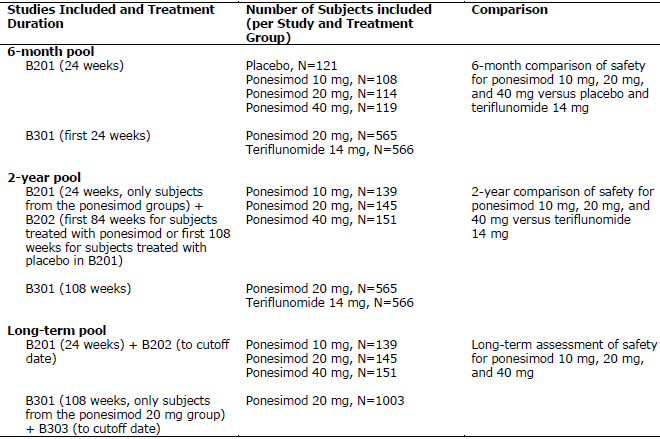 Studies Included and Treatment Duration
Number of Subjects included (per Study and Treatment Group)
Comparison
6-month pool
B201 (24 weeks)
Placebo, N=121
Ponesimod 10 mg, N=108
Ponesimod 20 mg, N=114
Ponesimod 40 mg, N=119
6-month comparison of safety
for ponesimod 10 mg, 20 mg,
and 40 mg versus placebo and
teriflunomide 14 mg
B301 (first 24 weeks)
Ponesimod 20 mg, N=565
Teriflunomide 14 mg, N=566
2-year pool
B201 (24 weeks, only subjects
from the ponesimod groups) +
B202 (first 84 weeks for subjects
treated with ponesimod or first 108
weeks for subjects treated with
placebo in B201)
Ponesimod 10 mg, N=139
Ponesimod 20 mg, N=145
Ponesimod 40 mg, N=151
2-year comparison of safety for
ponesimod 10 mg, 20 mg, and
40 mg versus teriflunomide
14 mg
B301 (108 weeks)
Ponesimod 20 mg, N=565
Teriflunomide 14 mg, N=566
Long-term pool
B201 (24 weeks) + B202 (to cutoff
date)
Ponesimod 10 mg, N=139
Ponesimod 20 mg, N=145
Ponesimod 40 mg, N=151
Long-term assessment of safety
for ponesimod 10 mg, 20 mg,
and 40 mg
B301 (108 weeks, only subjects
from the ponesimod 20 mg group)
+ B303 (to cutoff date)
Ponesimod 20 mg, N=1003